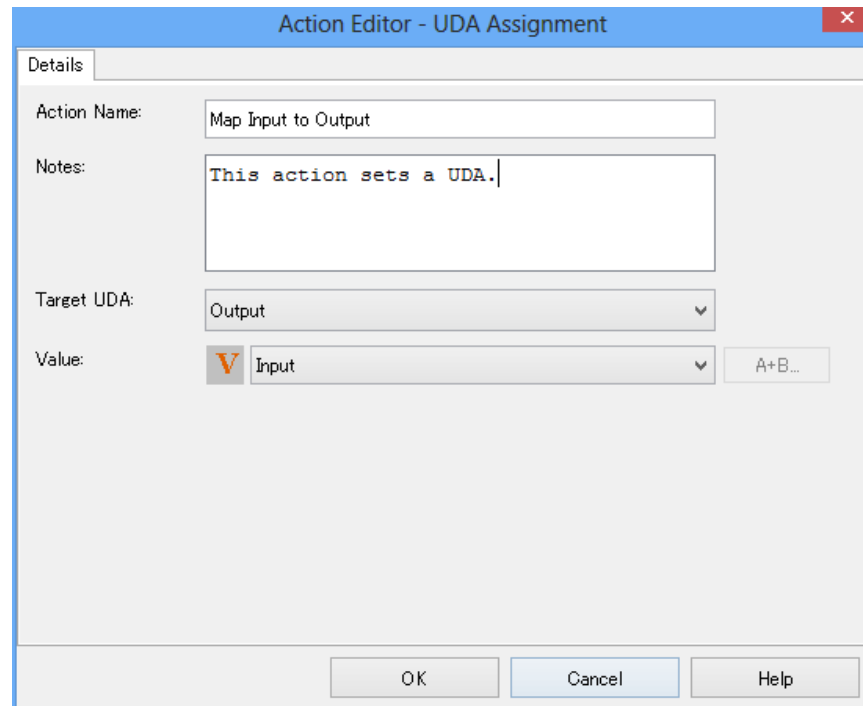 Action Editor - UDA Assignment
Details
Action Name:
Map Input to Output
Notes:
This action sets a UDA.
Target UDA:
Output
Value:
V
Input
A+B...
OK
Cancel
Help